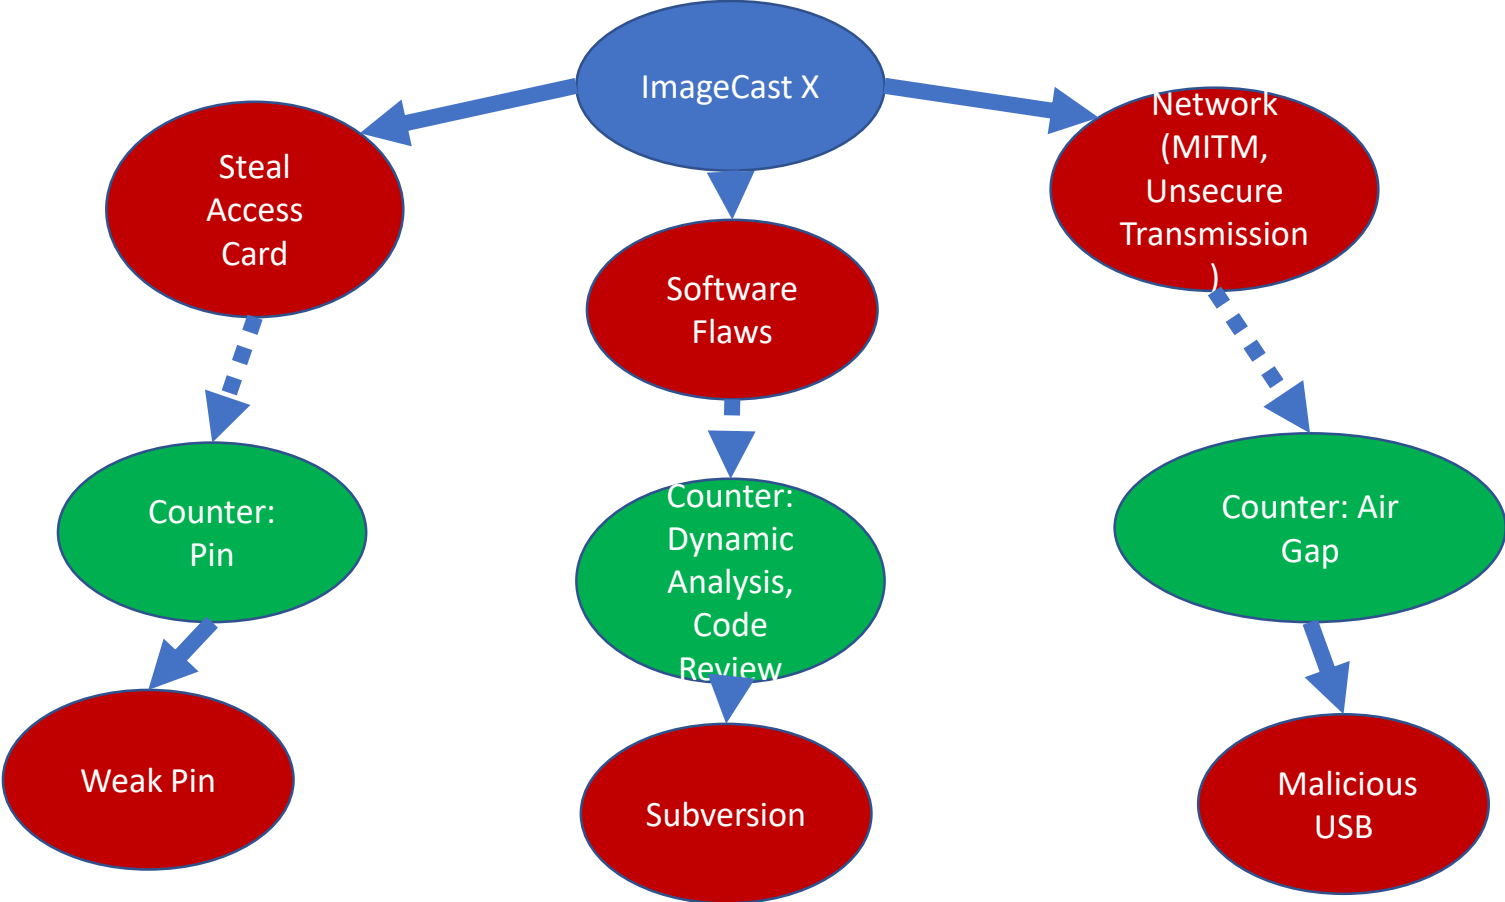 ImageCast X
Steal
Access
Card
Network
(MITM,
Unsecure
Transmission
)
Software
Flaws
Counter:
Pin
Counter:
Dynamic
Analysis,
Code
Review
Counter: Air
Gap
Weak Pin
Subversion
Malicious
USB